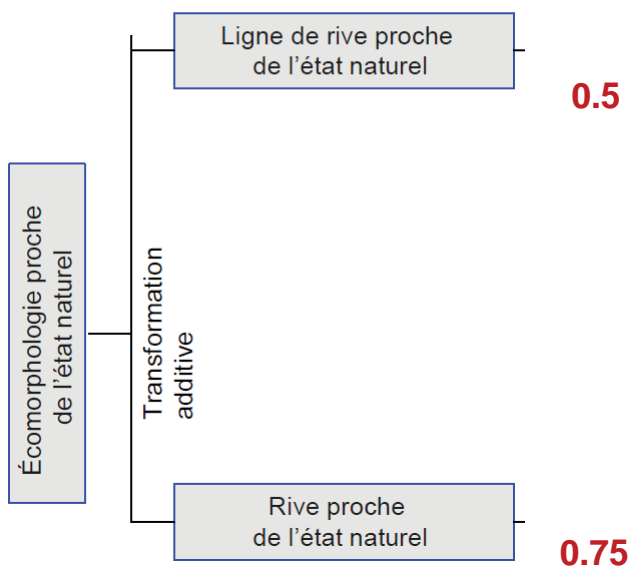 Ligne de rive proche
de l'état naturel
0.5
Écomorphologie proche
de l'état naturel
Transformation
additive
Rive proche
de l'état naturel
0.75